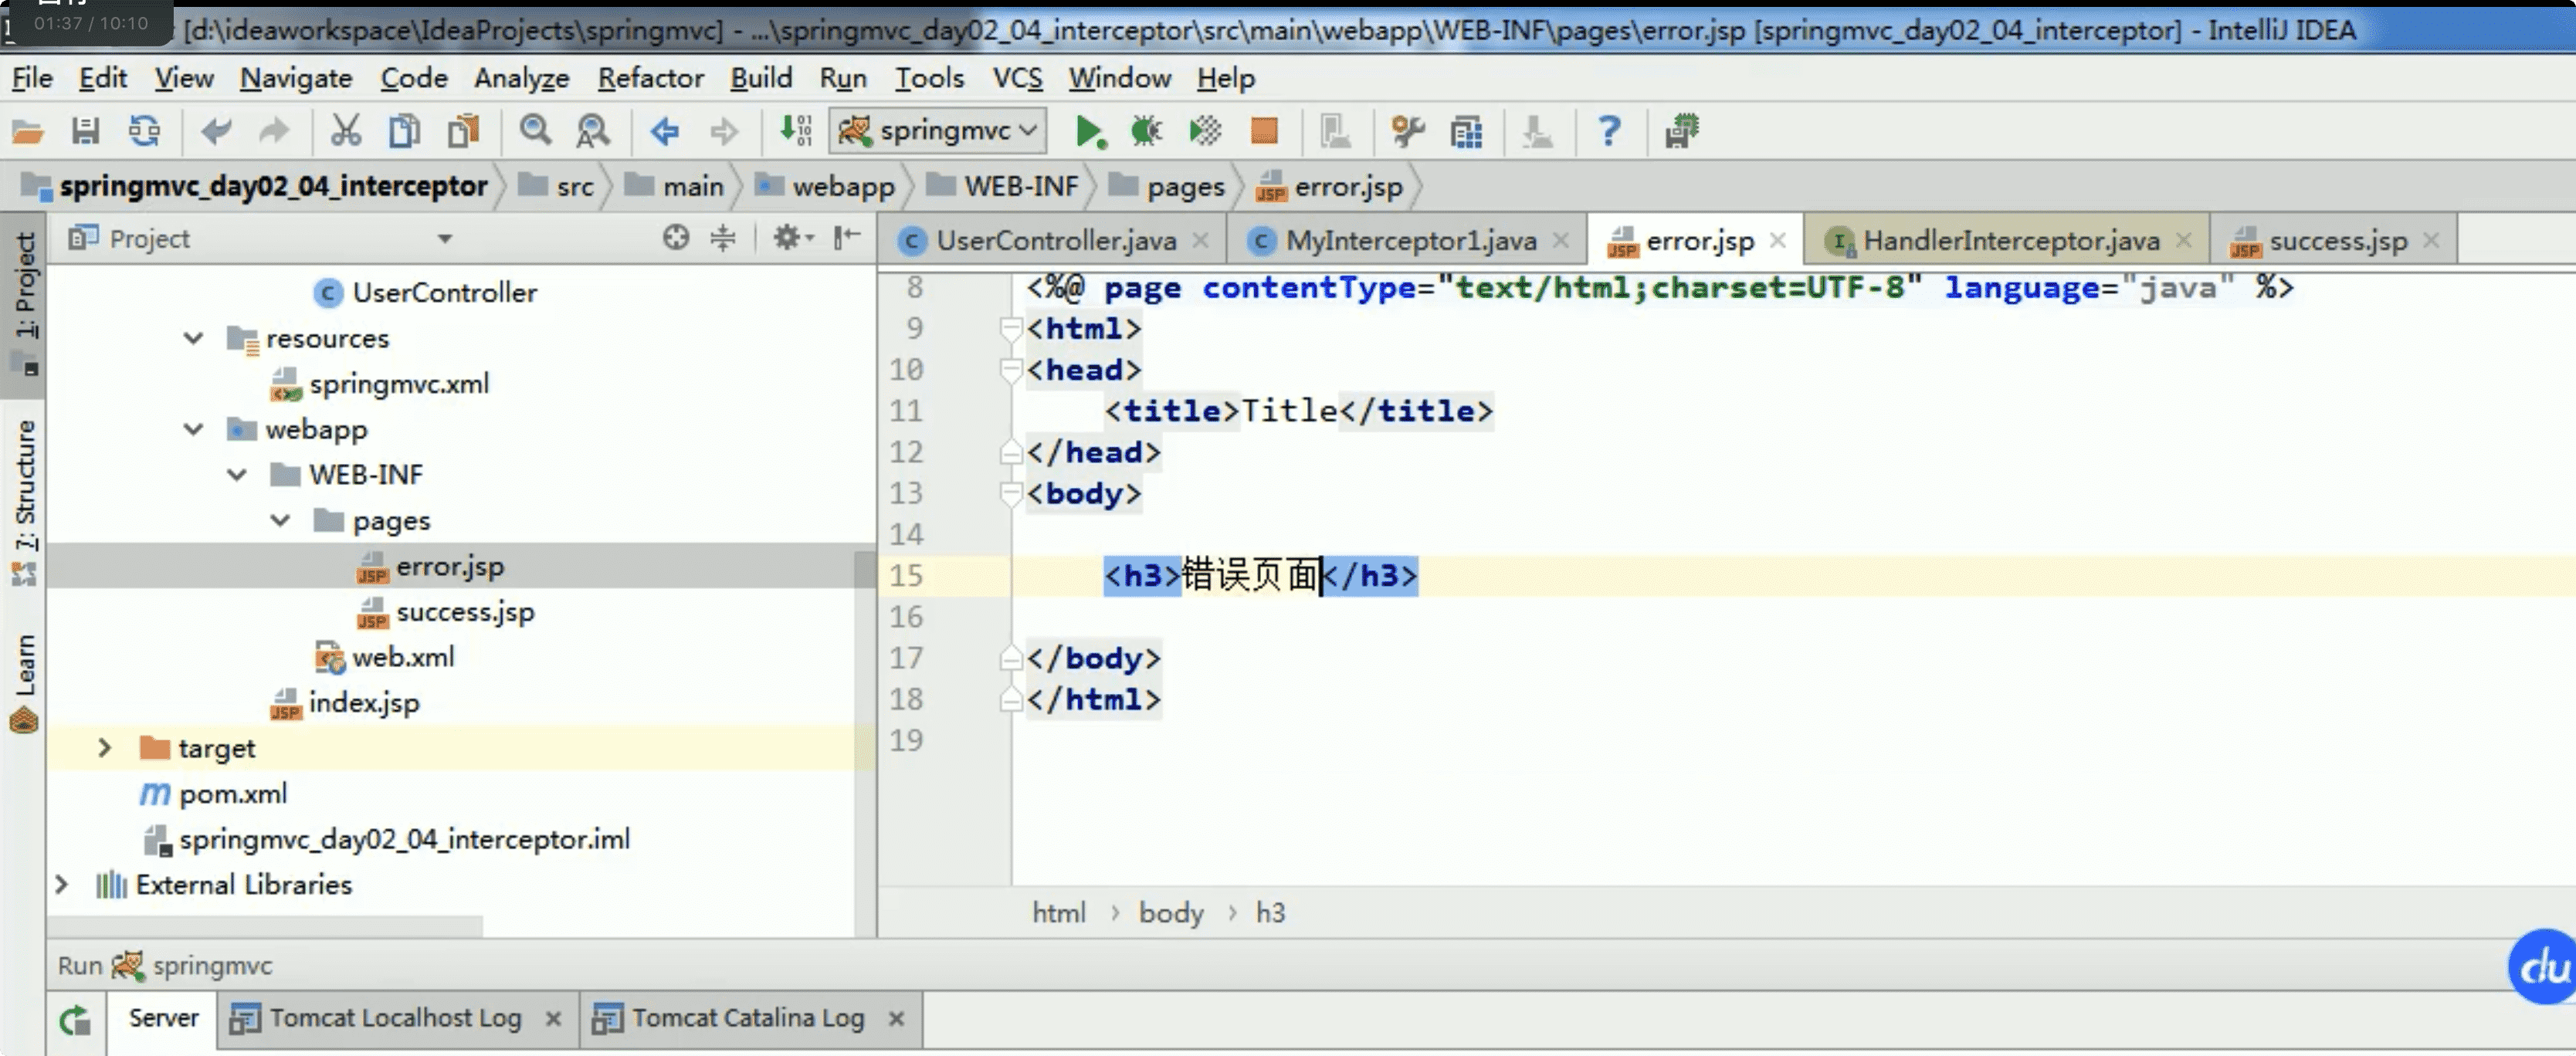 01:37 / 10:10
[d:\ideaworkspace\IdeaProjects\springmvc] - ...\springmvc_day02_04_interceptor\src\main\webapp\WEB-INF\pages\error.jsp [springmvc_day02_04_interceptor] - IntelliJ IDEA
File Edit View Navigate Code Analyze Refactor Build Run Tools VCS Window Help
springmvc
springmvc_day02_04_interceptor src main webapp WEB-INF pages error.jsp
1: Project
7: Structure
Learn
Project
UserController
resources
springmvc.xml
webapp
WEB-INF
pages
error.jsp
success.jsp
web.xml
index.jsp
target
pom.xml
springmvc_day02_04_interceptor.iml
External Libraries
UserController.java MyInterceptor1.java error.jsp HandlerInterceptor.java success.jsp
8 <%@ page contentType="text/html;charset=UTF-8" language="java" %>
9 <html>
10 <head>
11 <title>Title</title>
12 </head>
13 <body>
14
15 <h3>错误页面</h3>
16
17 </body>
18 </html>
19
html › body › h3
Run springmvc
Server Tomcat Localhost Log Tomcat Catalina Log
du